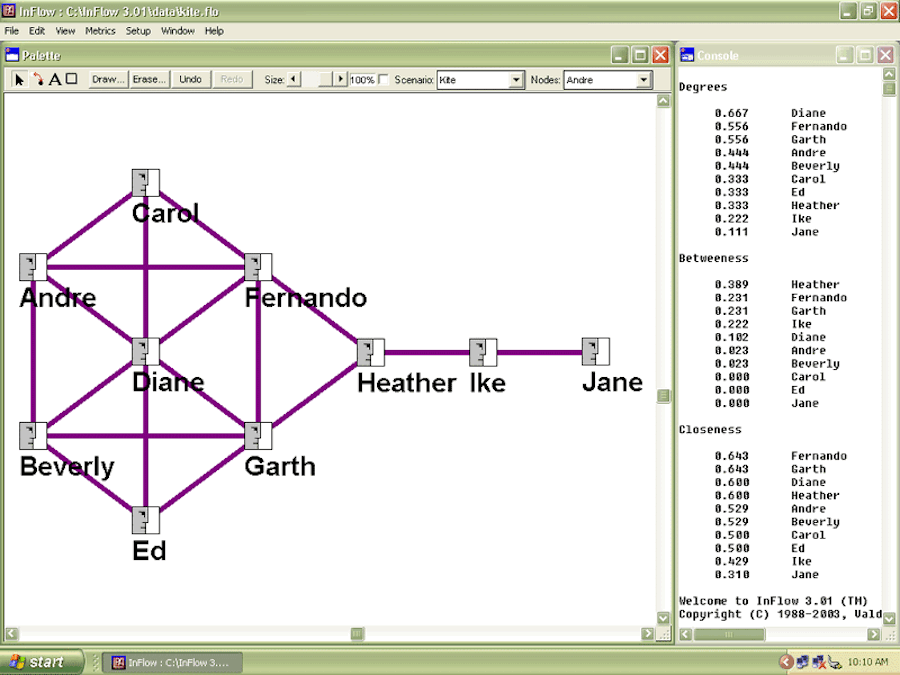 InFlow : C:\InFlow 3.01\data\kite.flo
File Edit View Metrics Setup Window Help
Palette
A Draw... Erase... Undo Redo Size: 100% Scenario: Kite Nodes: Andre
Carol
Andre Fernando
Diane Heather Ike Jane
Beverly Garth
Ed
Console
Degrees
0.667 Diane
0.556 Fernando
0.556 Garth
0.444 Andre
0.444 Beverly
0.333 Carol
0.333 Ed
0.333 Heather
0.222 Ike
0.111 Jane
Betweeness
0.389 Heather
0.231 Fernando
0.231 Garth
0.222 Ike
0.102 Diane
0.023 Andre
0.023 Beverly
0.000 Carol
0.000 Ed
0.000 Jane
Closeness
0.643 Fernando
0.643 Garth
0.600 Diane
0.600 Heather
0.529 Andre
0.529 Beverly
0.500 Carol
0.500 Ed
0.429 Ike
0.310 Jane
Welcome to InFlow 3.01 (TM)
Copyright (C) 1988-2003, Vald
start InFlow : C:\InFlow 3.... 10:10 AM